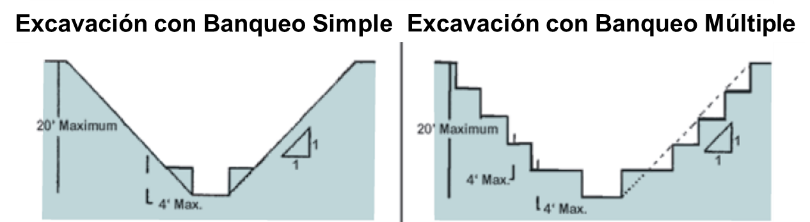 Excavación con Banqueo Simple
20' Maximum
1
1
4' Max.
Excavación con Banqueo Múltiple
20' Maximum
1
1
4' Max.
4' Max.